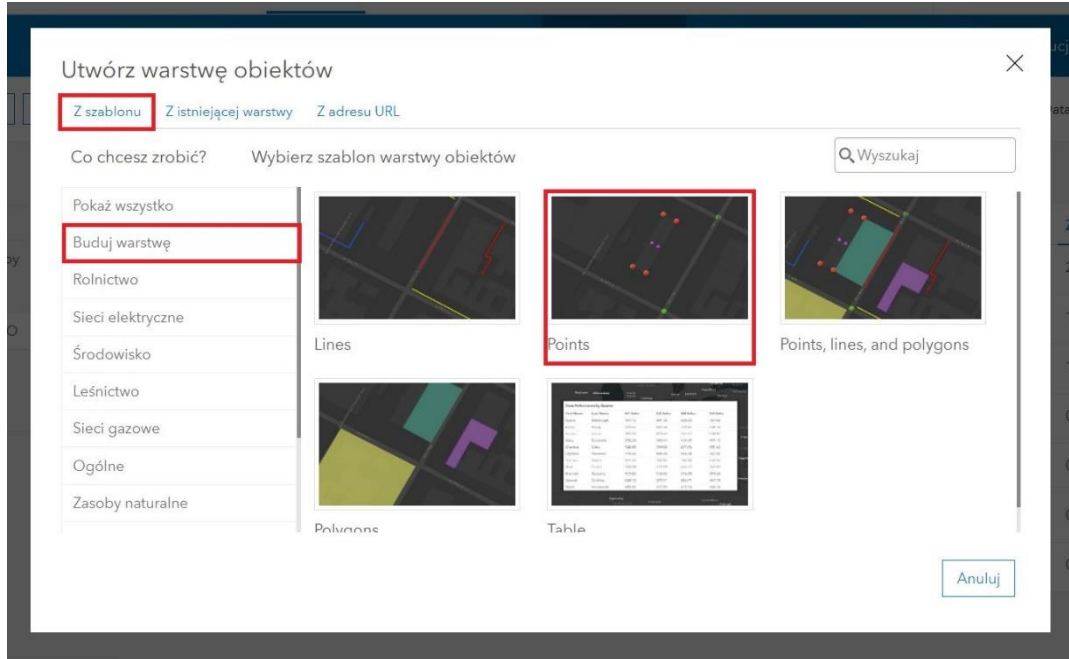 Utwórz warstwę obiektów
Z szablonu Z istniejącej warstwy Z adresu URL
Co chcesz zrobić? Wybierz szablon warstwy obiektów Wyszukaj
Pokaż wszystko
Buduj warstwę
Rolnictwo
Sieci elektryczne
Środowisko
Leśnictwo
Sieci gazowe
Ogólne
Zasoby naturalne
Lines Points Points, lines, and polygons
Polygons Table
Anuluj